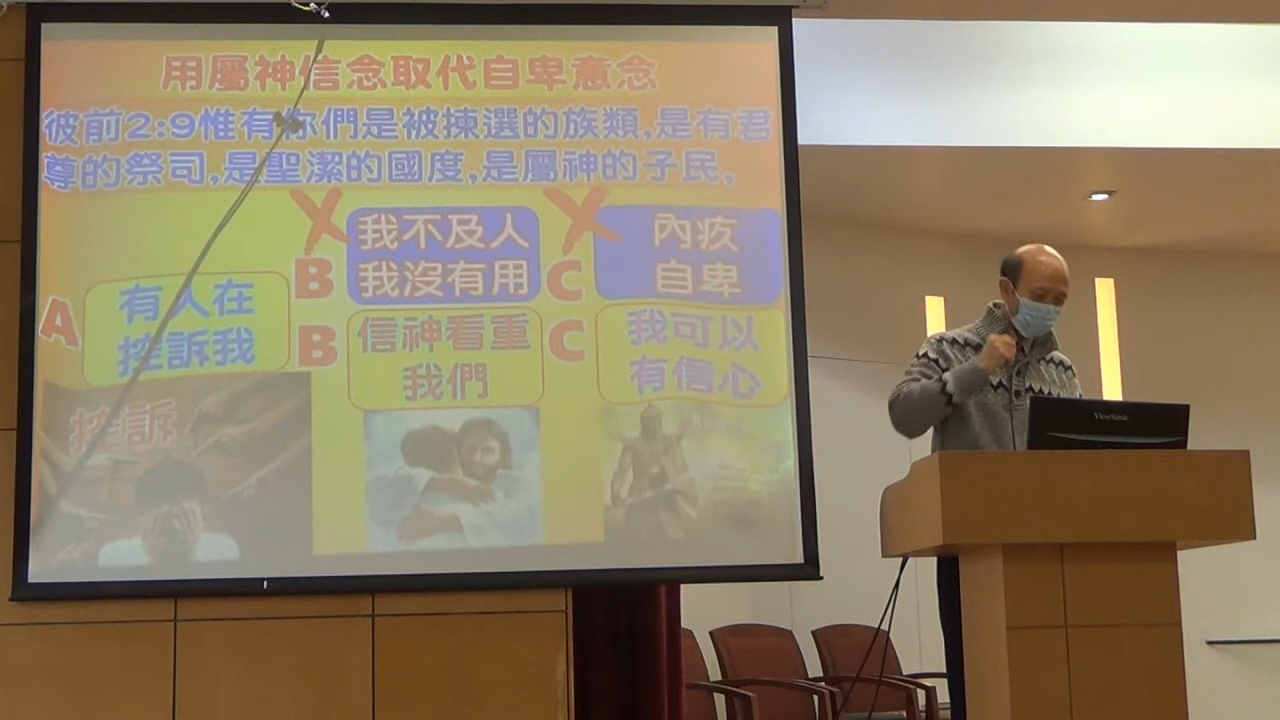 用屬神信念取代自卑意念
彼前2:9惟有你們是被揀選的族類,是有君
尊的祭司,是聖潔的國度,是屬神的子民。
X
我不及人
我沒有用
X
內疚
自卑
B
C
A
有人在
控訴我
B
信神看重
我們
C
我可以
有信心
控訴
ViewSonic